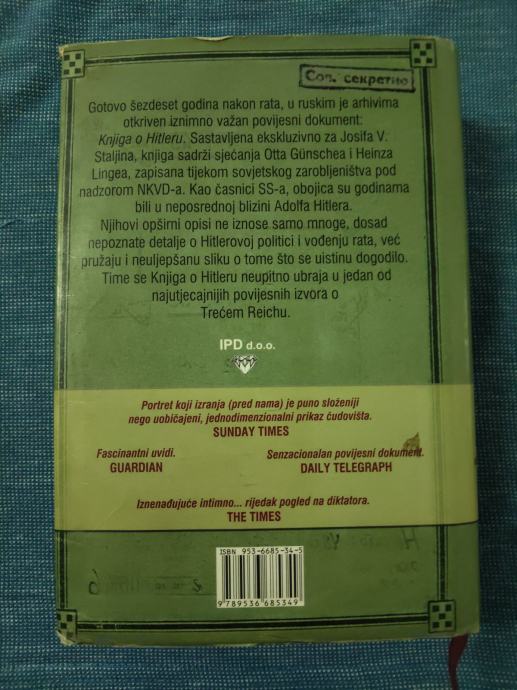 Сов. секретно
Gotovo šezdeset godina nakon rata, u ruskim je arhivima
otkriven iznimno važan povijesni dokument:
Knjiga o Hitleru. Sastavljena ekskluzivno za Josifa V.
Staljina, knjiga sadrži sjećanja Otta Günschea i Heinza
Lingea, zapisana tijekom sovjetskog zarobljeništva pod
nadzorom NKVD-a. Kao časnici SS-a, obojica su godinama
bili u neposrednoj blizini Adolfa Hitlera.
Njihovi opširni opisi ne iznose samo mnoge, dosad
nepoznate detalje o Hitlerovoj politici i vođenju rata, već
pružaju i neuljepšanu sliku o tome što se uistinu dogodilo.
Time se Knjiga o Hitleru neupitno ubraja u jedan od
najutjecajnijih povijesnih izvora o
Trećem Reichu.
IPD d.o.o.
Portret koji izranja (pred nama) je puno složeniji
nego uobičajeni, jednodimenzionalni prikaz čudovišta.
SUNDAY TIMES
Fascinantni uvidi.
GUARDIAN
Senzacionalan povijesni dokument.
DAILY TELEGRAPH
Iznenađujuće intimno... rijedak pogled na diktatora.
THE TIMES
ISBN 953-6685-34-5
9789536685349